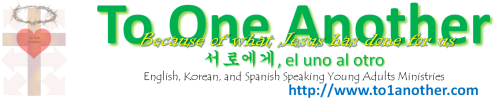 To One Another
Because of what Jesus has done for us
서로에게, el uno al otro
English, Korean, and Spanish Speaking Young Adults Ministries
http://www.to1another.com